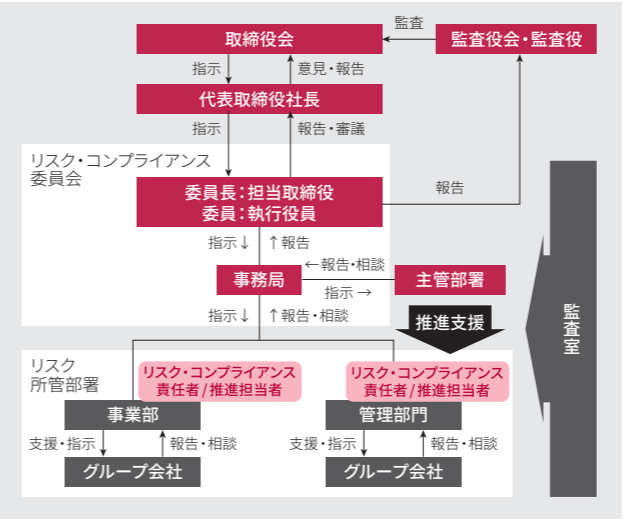 監査
取締役会
監査役会・監査役
指示
意見・報告
代表取締役社長
指示
報告・審議
リスク・コンプライアンス
委員会
委員長：担当取締役
委員：執行役員
報告
指示↓
↑報告
←報告・相談
事務局
主管部署
指示→
指示↓
↑報告・相談
推進支援
監査室
リスク
所管部署
リスク・コンプライアンス
責任者/推進担当者
リスク・コンプライアンス
責任者/推進担当者
事業部
管理部門
支援・指示
報告・相談
支援・指示
報告・相談
グループ会社
グループ会社